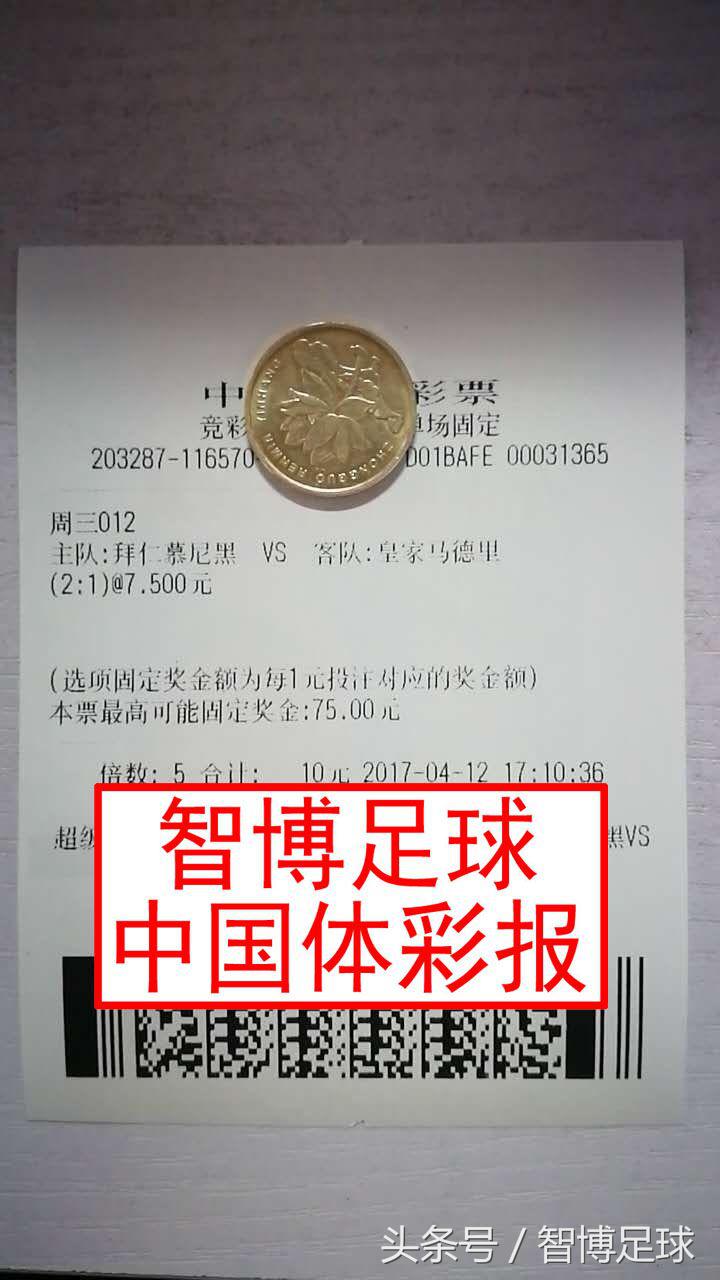 中 彩票
竞彩 单场固定
203287-116570 D01BAFE 00031365
周三012
主队:拜仁慕尼黑 VS 客队:皇家马德里
(2:1)@7.500元
(选项固定奖金额为每1元投注对应的奖金额)
本票最高可能固定奖金:75.00元
倍数: 5 合计: 10元 2017-04-12 17:10:36
超级 黑VS
智博足球
中国体彩报
头条号 / 智博足球